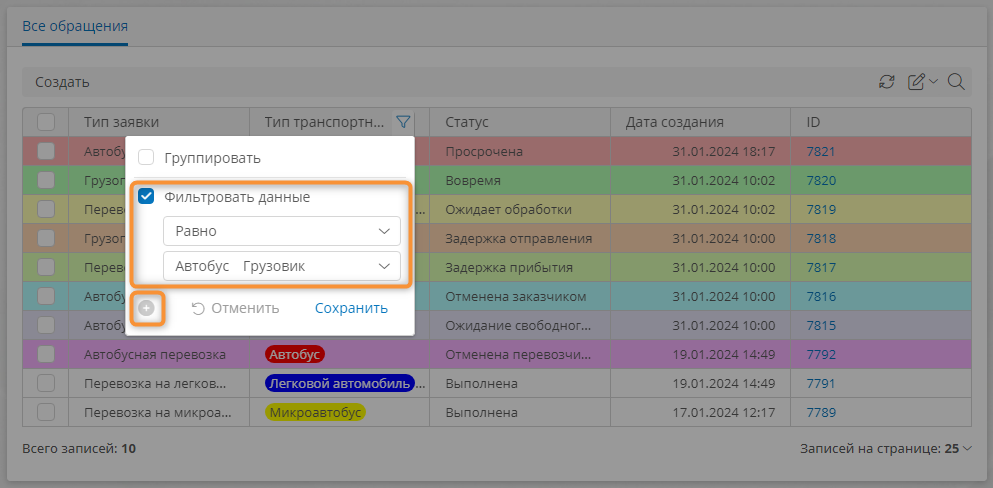 Все обращения
Создать
Тип заявки Тип транспортн... Статус Дата создания ID
Группировать
Фильтровать данные
Равно
Автобус Грузовик
Отменить Сохранить
Автобу Просрочена 31.01.2024 18:17 7821
Грузоп Вовремя 31.01.2024 10:02 7820
Перево ... Ожидает обработки 31.01.2024 10:02 7819
Грузоп Задержка отправления 31.01.2024 10:00 7818
Перево Задержка прибытия 31.01.2024 10:00 7817
Автобу Отменена заказчиком 31.01.2024 10:00 7816
Автобу Ожидание свободног... 31.01.2024 10:00 7815
Автобусная перевозка Автобус Отменена перевозчи... 19.01.2024 14:49 7792
Перевозка на легков... Легковой автомобиль ... Выполнена 19.01.2024 14:49 7791
Перевозка на микроа... Микроавтобус Выполнена 17.01.2024 12:17 7789
Всего записей: 10 Записей на странице: 25